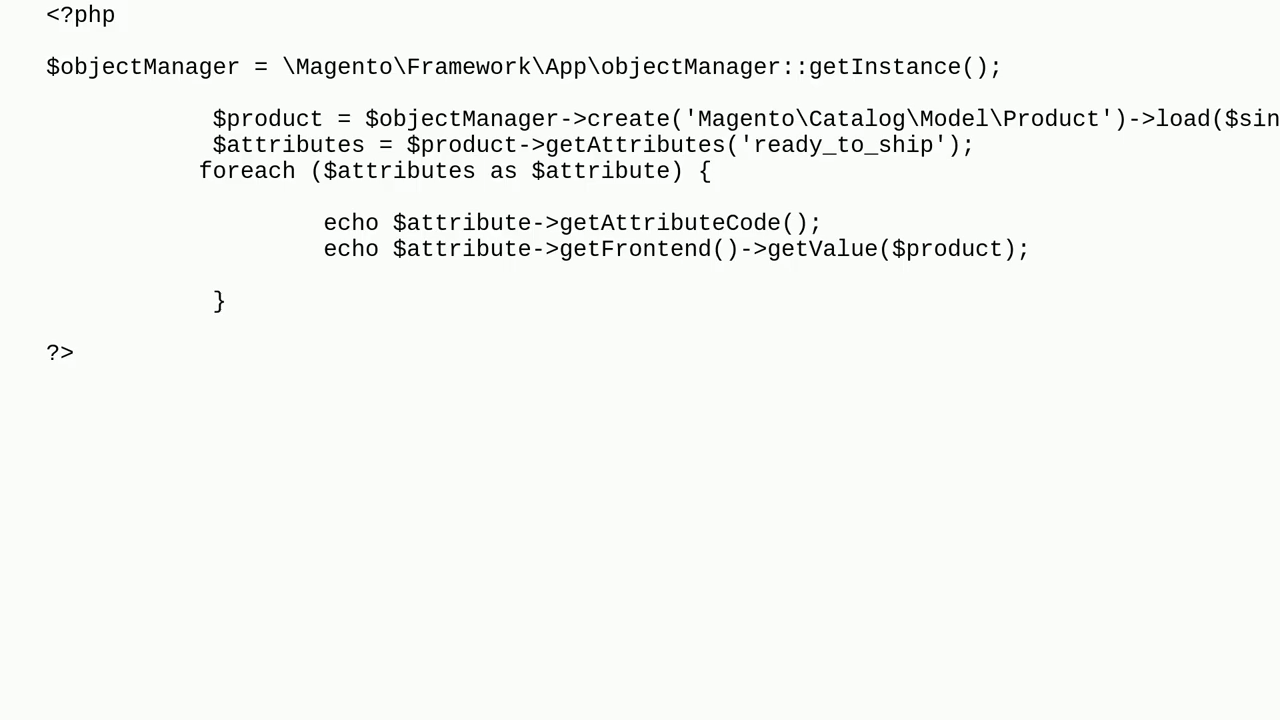 <?php
$objectManager = \Magento\Framework\App\objectManager::getInstance();
$product = $objectManager->create('Magento\Catalog\Model\Product')->load($sin
$attributes = $product->getAttributes('ready_to_ship');
foreach ($attributes as $attribute) {
echo $attribute->getAttributeCode();
echo $attribute->getFrontend()->getValue($product);
}
?>